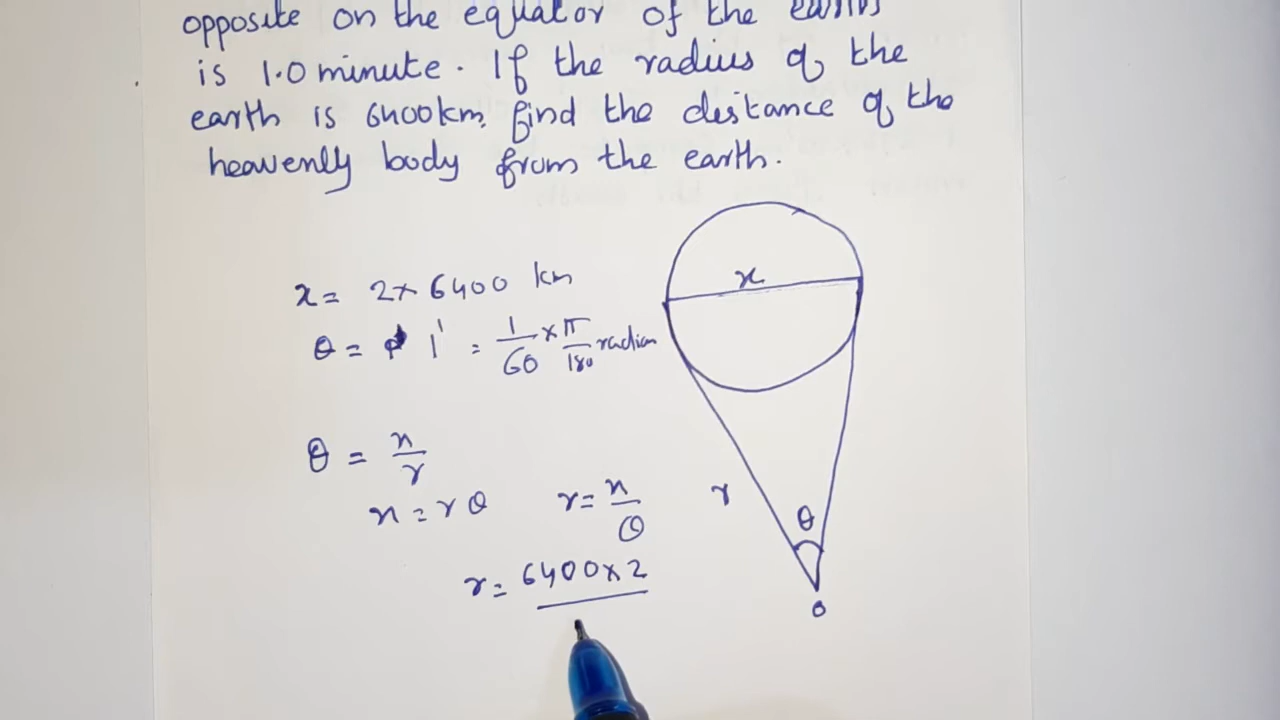 opposite on the equator of the earths
is 1.0 minute. If the radius of the
earth is 6400km, find the distance of the
heavenly body from the earth.
x = 2 × 6400 km
θ = 1' = 1/60 × π/180 radian
θ = x/r
x = rθ
r = x/θ
r = 6400×2
x
r
θ
o